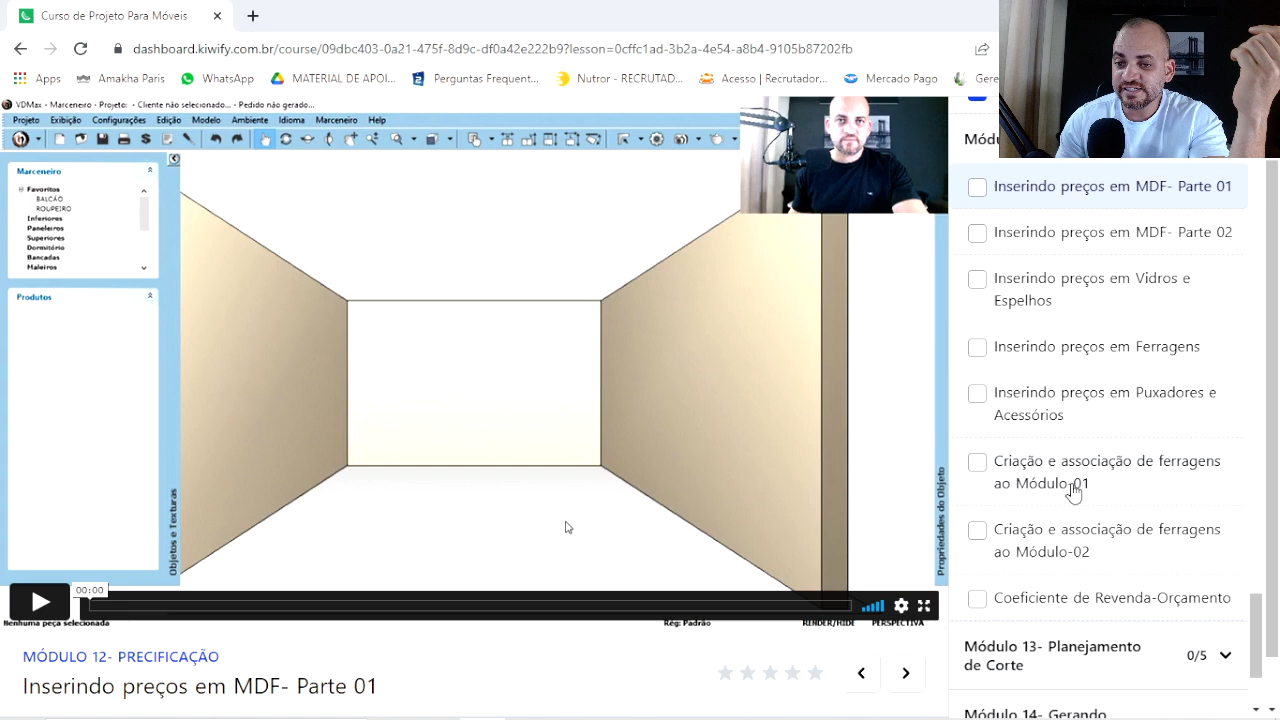 Curso de Projeto Para Móveis
dashboard.kiwify.com.br/course/09dbc403-0a21-475f-8d9c-df0a42e222b9?lesson=0cffc1ad-3b2a-4e54-a8b4-9105b87202fb
Apps Amakha Paris WhatsApp MATERIAL DE APOI... Perguntas Frequent... Nutror - RECRUTAD... Acesso | Recrutador... Mercado Pago Gere
VDMax - Marceneiro - Projeto: - Cliente não selecionado... - Pedido não gerado...
Projeto Exibição Configurações Edição Modelo Ambiente Idioma Marceneiro Help
Marceneiro
Favoritos
BALCÃO
ROUPEIRO
Inferiores
Paneleiros
Superiores
Dormitório
Bancadas
Maleiros
Produtos
Objetos e Texturas
Propriedades do Objeto
00:00
Nenhuma peça selecionada Rég: Padrão RENDER/HIDE PERSPECTIVA
MÓDULO 12- PRECIFICAÇÃO
Inserindo preços em MDF- Parte 01
Módu
Inserindo preços em MDF- Parte 01
Inserindo preços em MDF- Parte 02
Inserindo preços em Vidros e
Espelhos
Inserindo preços em Ferragens
Inserindo preços em Puxadores e
Acessórios
Criação e associação de ferragens
ao Módulo-01
Criação e associação de ferragens
ao Módulo-02
Coeficiente de Revenda-Orçamento
Módulo 13- Planejamento
de Corte 0/5
Módulo 14- Gerando